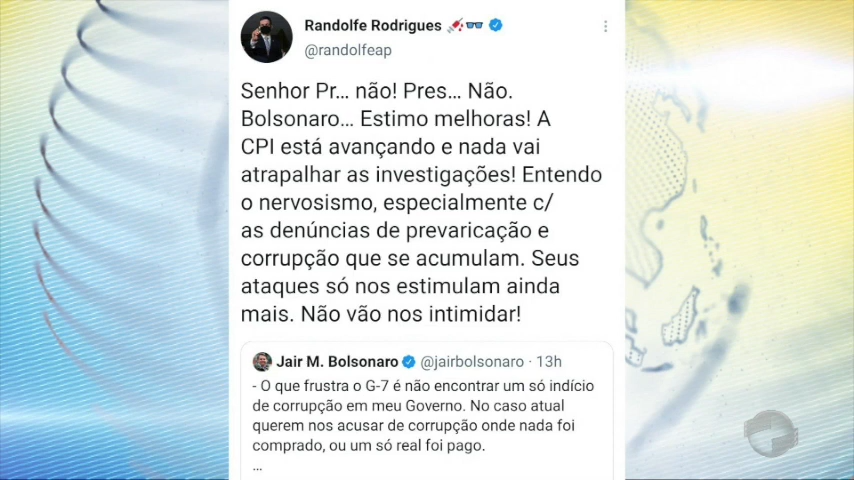 Randolfe Rodrigues
@randolfeap
Senhor Pr... não! Pres... Não.
Bolsonaro... Estimo melhoras! A
CPI está avançando e nada vai
atrapalhar as investigações! Entendo
o nervosismo, especialmente c/
as denúncias de prevaricação e
corrupção que se acumulam. Seus
ataques só nos estimulam ainda
mais. Não vão nos intimidar!
Jair M. Bolsonaro @jairbolsonaro · 13h
- O que frustra o G-7 é não encontrar um só indício
de corrupção em meu Governo. No caso atual
querem nos acusar de corrupção onde nada foi
comprado, ou um só real foi pago.
...